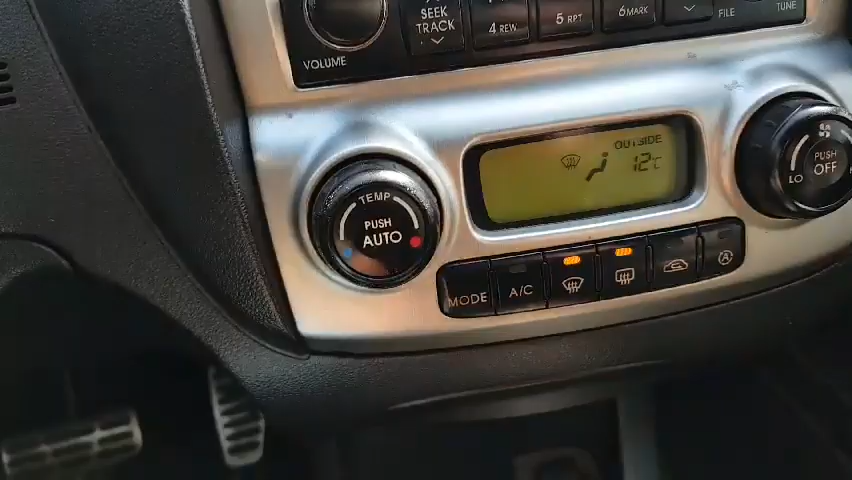 SEEK
TRACK
4 REW
5 RPT
6 MARK
FILE
TUNE
VOLUME
OUTSIDE
12°C
TEMP
PUSH
AUTO
PUSH
OFF
LO
MODE
A/C
A